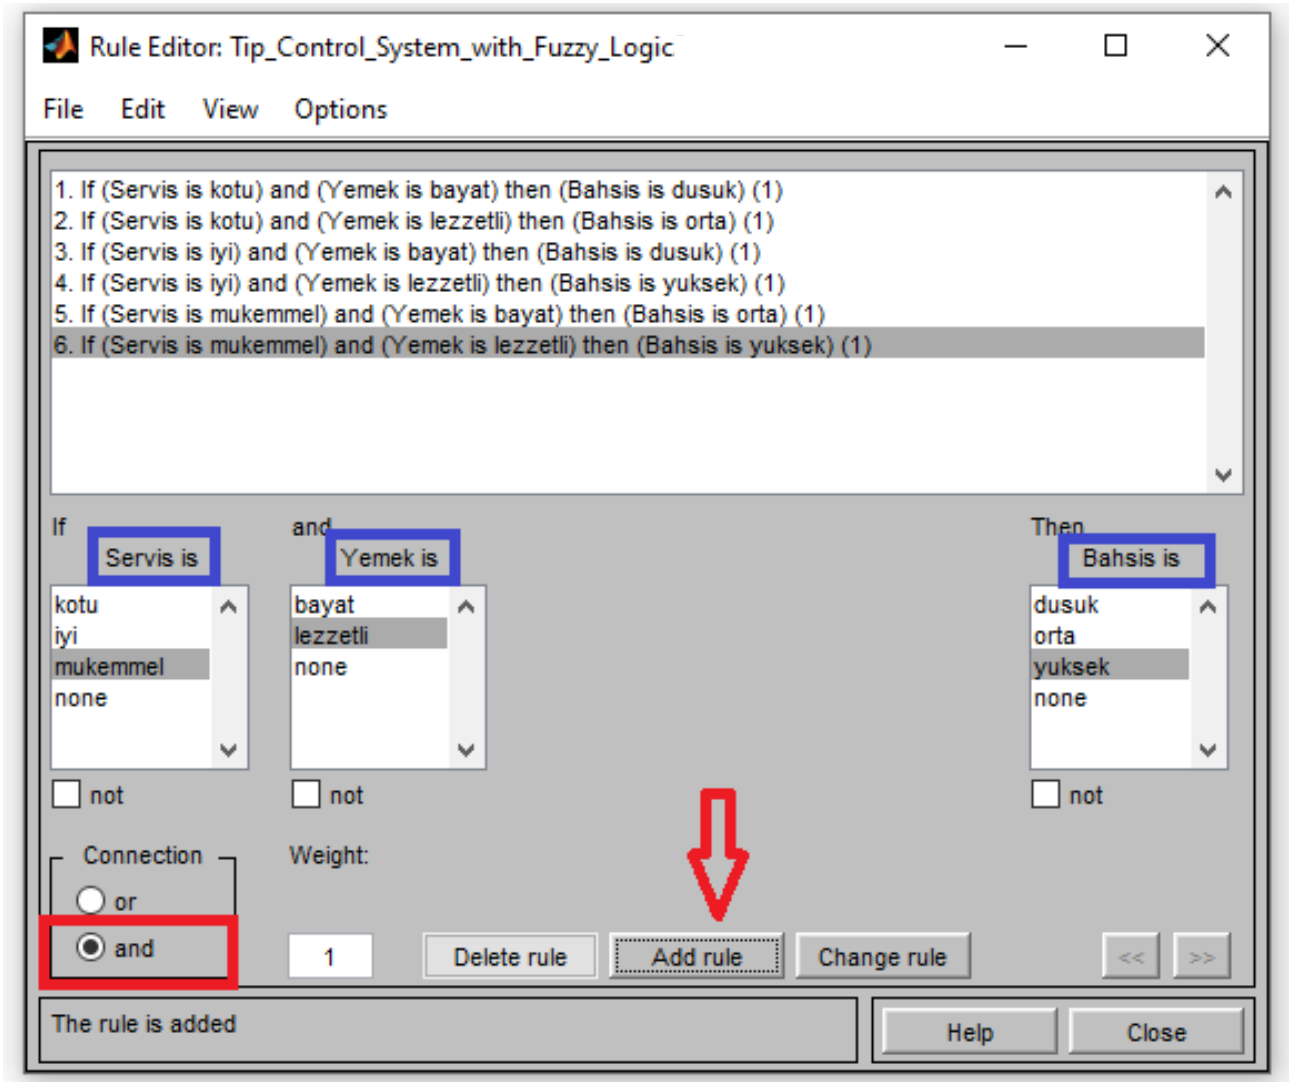 Rule Editor: Tip_Control_System_with_Fuzzy_Logic
File Edit View Options
1. If (Servis is kotu) and (Yemek is bayat) then (Bahsis is dusuk) (1)
2. If (Servis is kotu) and (Yemek is lezzetli) then (Bahsis is orta) (1)
3. If (Servis is iyi) and (Yemek is bayat) then (Bahsis is dusuk) (1)
4. If (Servis is iyi) and (Yemek is lezzetli) then (Bahsis is yuksek) (1)
5. If (Servis is mukemmel) and (Yemek is bayat) then (Bahsis is orta) (1)
6. If (Servis is mukemmel) and (Yemek is lezzetli) then (Bahsis is yuksek) (1)
If and Then
Servis is Yemek is Bahsis is
kotu bayat dusuk
iyi lezzetli orta
mukemmel none yuksek
none none
not not not
Connection Weight:
or
and 1 Delete rule Add rule Change rule << >>
The rule is added Help Close